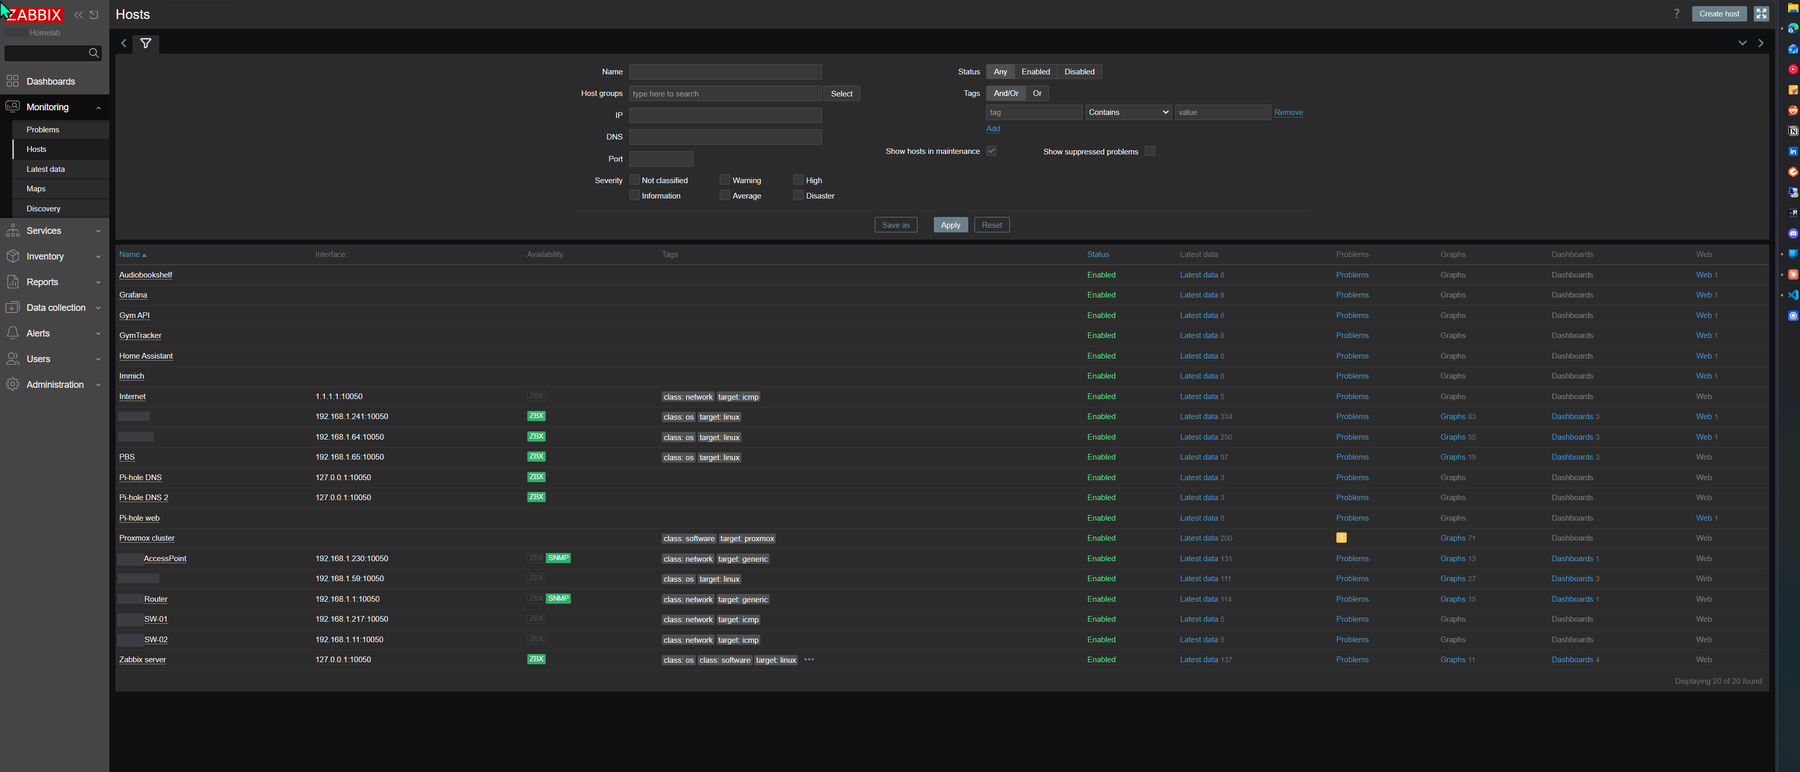 ZABBIX
Homelab
Dashboards
Monitoring
Problems
Hosts
Latest data
Maps
Discovery
Services
Inventory
Reports
Data collection
Alerts
Users
Administration
Hosts
? Create host
Name
Host groups type here to search Select
IP
DNS
Port
Severity Not classified Warning High
Information Average Disaster
Status Any Enabled Disabled
Tags And/Or Or
tag Contains value Remove
Add
Show hosts in maintenance Show suppressed problems
Save as Apply Reset
Name Interface Availability Tags Status Latest data Problems Graphs Dashboards Web
Audiobookshelf Enabled Latest data 8 Problems Graphs Dashboards Web 1
Grafana Enabled Latest data 8 Problems Graphs Dashboards Web 1
Gym API Enabled Latest data 8 Problems Graphs Dashboards Web 1
GymTracker Enabled Latest data 8 Problems Graphs Dashboards Web 1
Home Assistant Enabled Latest data 8 Problems Graphs Dashboards Web 1
Immich Enabled Latest data 8 Problems Graphs Dashboards Web 1
Internet 1.1.1.1:10050 ZBX class: network target: icmp Enabled Latest data 5 Problems Graphs Dashboards Web
192.168.1.241:10050 ZBX class: os target: linux Enabled Latest data 334 Problems Graphs 83 Dashboards 3 Web 1
192.168.1.64:10050 ZBX class: os target: linux Enabled Latest data 250 Problems Graphs 55 Dashboards 3 Web 1
PBS 192.168.1.65:10050 ZBX class: os target: linux Enabled Latest data 97 Problems Graphs 19 Dashboards 3 Web
Pi-hole DNS 127.0.0.1:10050 ZBX Enabled Latest data 3 Problems Graphs Dashboards Web
Pi-hole DNS 2 127.0.0.1:10050 ZBX Enabled Latest data 3 Problems Graphs Dashboards Web
Pi-hole web Enabled Latest data 8 Problems Graphs Dashboards Web 1
Proxmox cluster class: software target: proxmox Enabled Latest data 200 1 Graphs 71 Dashboards Web
AccessPoint 192.168.1.230:10050 ZBX SNMP class: network target: generic Enabled Latest data 131 Problems Graphs 13 Dashboards 1 Web
192.168.1.59:10050 ZBX class: os target: linux Enabled Latest data 111 Problems Graphs 27 Dashboards 3 Web
Router 192.168.1.1:10050 ZBX SNMP class: network target: generic Enabled Latest data 114 Problems Graphs 15 Dashboards 1 Web
SW-01 192.168.1.217:10050 ZBX class: network target: icmp Enabled Latest data 5 Problems Graphs Dashboards Web
SW-02 192.168.1.11:10050 ZBX class: network target: icmp Enabled Latest data 5 Problems Graphs Dashboards Web
Zabbix server 127.0.0.1:10050 ZBX class: os class: software target: linux ••• Enabled Latest data 137 Problems Graphs 11 Dashboards 4 Web
Displaying 20 of 20 found